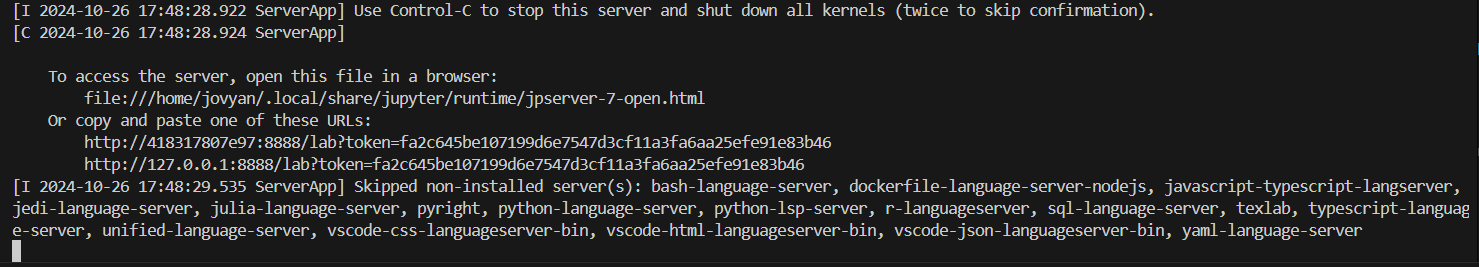 [I 2024-10-26 17:48:28.922 ServerApp] Use Control-C to stop this server and shut down all kernels (twice to skip confirmation).
[C 2024-10-26 17:48:28.924 ServerApp]
To access the server, open this file in a browser:
file:///home/jovyan/.local/share/jupyter/runtime/jpserver-7-open.html
Or copy and paste one of these URLs:
http://418317807e97:8888/lab?token=fa2c645be107199d6e7547d3cf11a3fa6aa25efe91e83b46
http://127.0.0.1:8888/lab?token=fa2c645be107199d6e7547d3cf11a3fa6aa25efe91e83b46
[I 2024-10-26 17:48:29.535 ServerApp] Skipped non-installed server(s): bash-language-server, dockerfile-language-server-nodejs, javascript-typescript-langserver,
jedi-language-server, julia-language-server, pyright, python-language-server, python-lsp-server, r-languageserver, sql-language-server, texlab, typescript-languag
e-server, unified-language-server, vscode-css-languageserver-bin, vscode-html-languageserver-bin, vscode-json-languageserver-bin, yaml-language-server